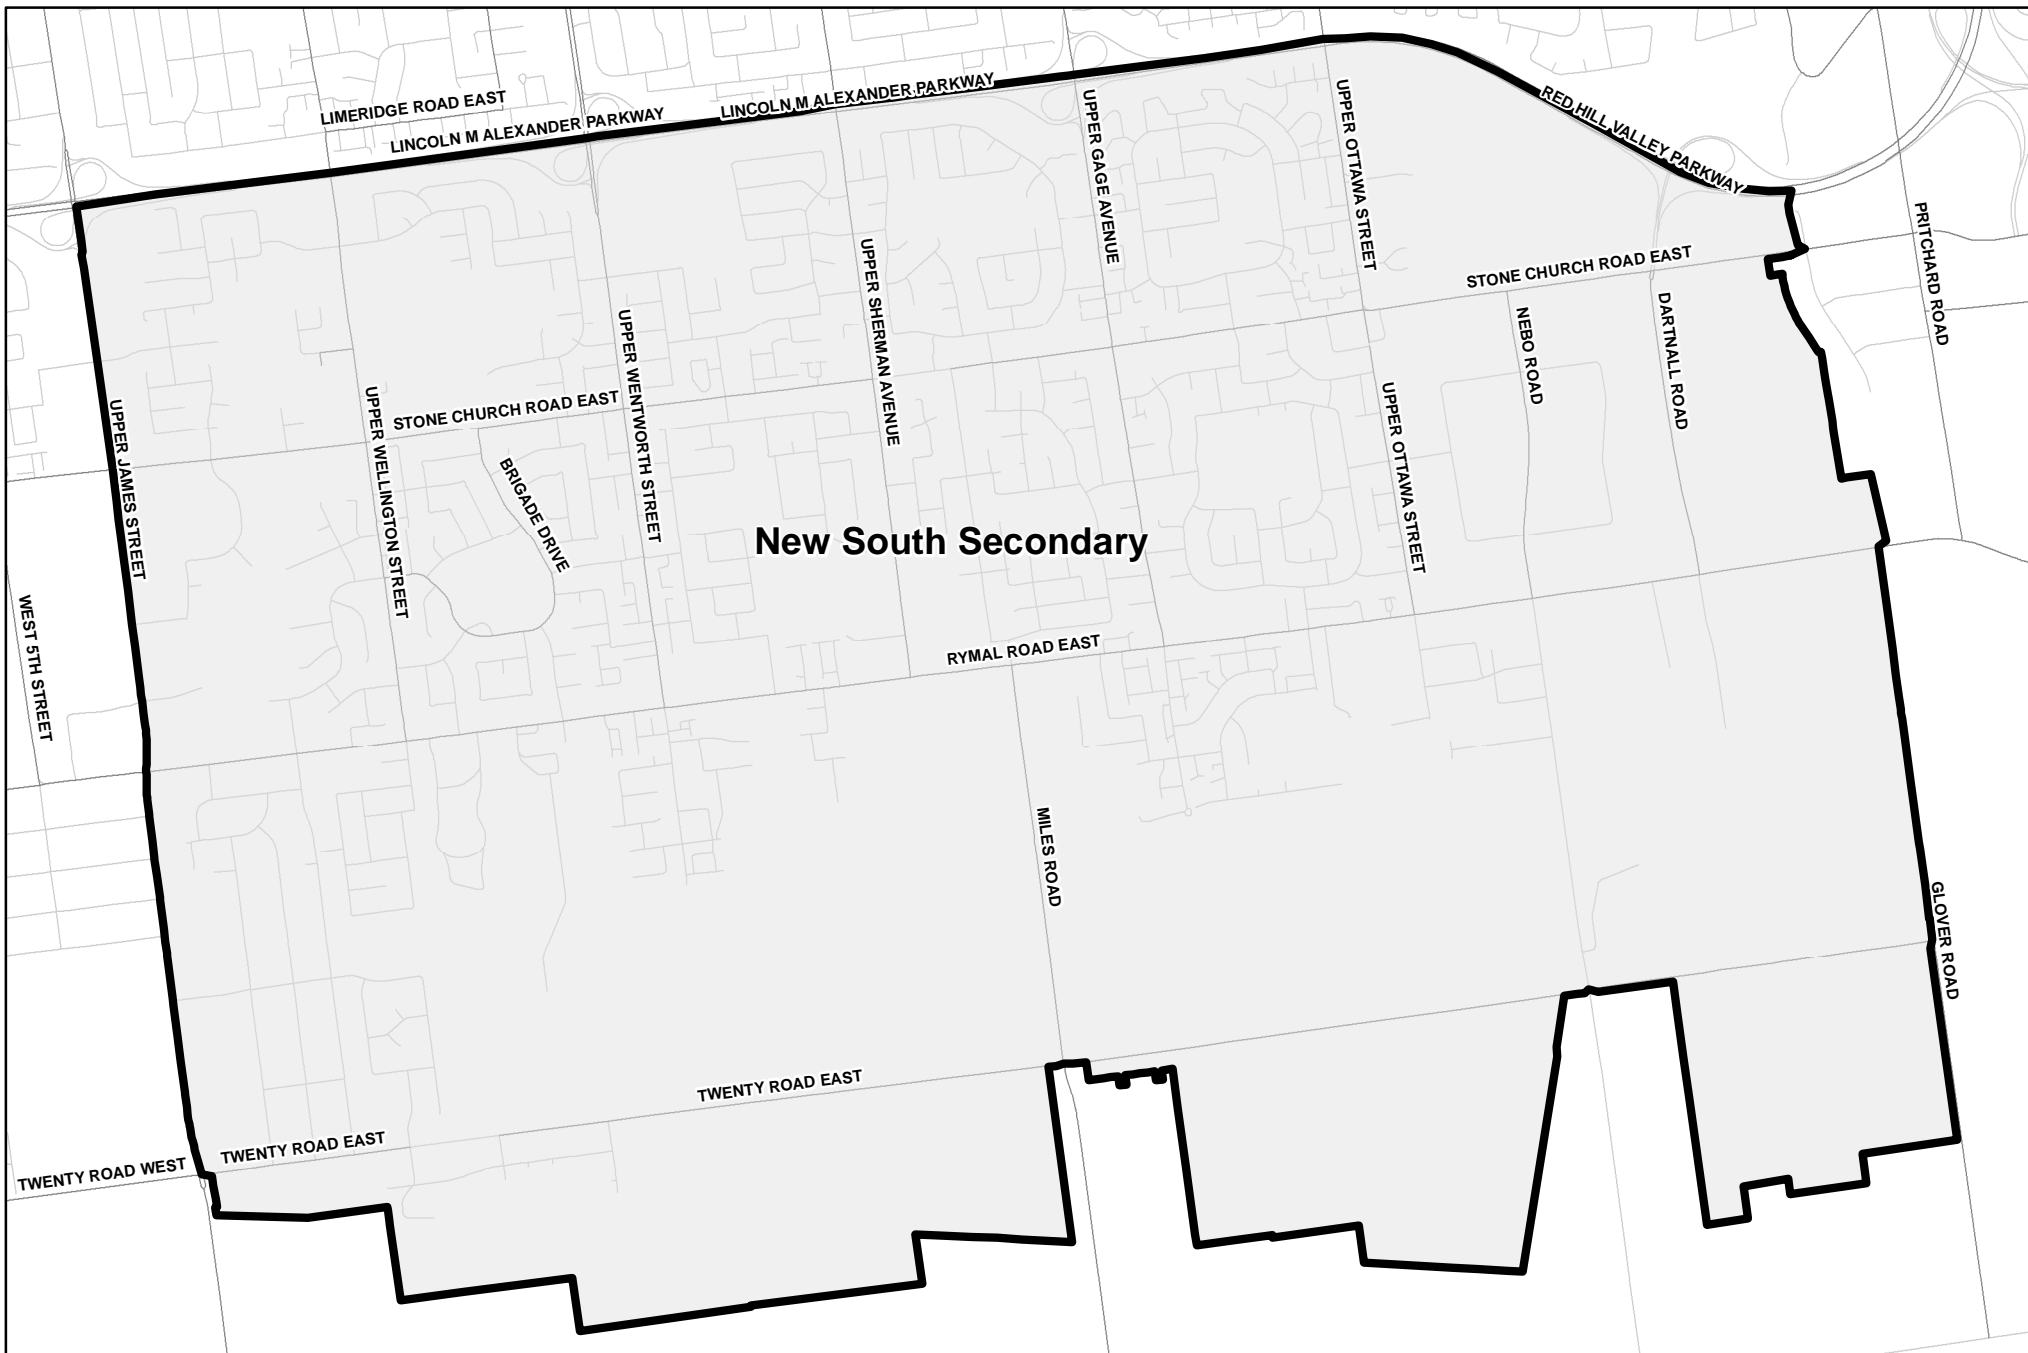 LIMERIDGE ROAD EAST
LINCOLN M ALEXANDER PARKWAY
LINCOLN M ALEXANDER PARKWAY
UPPER GAGE AVENUE
UPPER OTTAWA STREET
RED HILL VALLEY PARKWAY
PRITCHARD ROAD
STONE CHURCH ROAD EAST
UPPER SHERMAN AVENUE
NEBO ROAD
DARTNALL ROAD
UPPER WENTWORTH STREET
UPPER JAMES STREET
UPPER WELLINGTON STREET
STONE CHURCH ROAD EAST
UPPER OTTAWA STREET
BRIGADE DRIVE
New South Secondary
WEST 5TH STREET
RYMAL ROAD EAST
MILES ROAD
GLOVER ROAD
TWENTY ROAD EAST
TWENTY ROAD EAST
TWENTY ROAD WEST